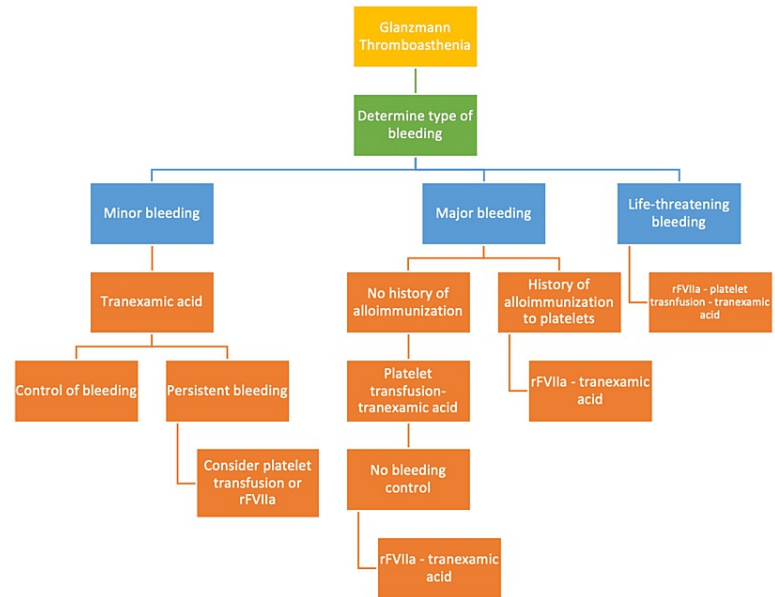 Glanzmann
Thromboasthenia
Determine type of
bleeding
Minor bleeding
Major bleeding
Life-threatening
bleeding
Tranexamic acid
No history of
alloimmunization
History of
alloimmunization
to platelets
rFVIIa - platelet
trasnfusion - tranexamic
acid
Control of bleeding
Persistent bleeding
Platelet
transfusion-
tranexamic acid
rFVIIa - tranexamic
acid
Consider platelet
transfusion or
rFVIIa
No bleeding
control
rFVIIa - tranexamic
acid